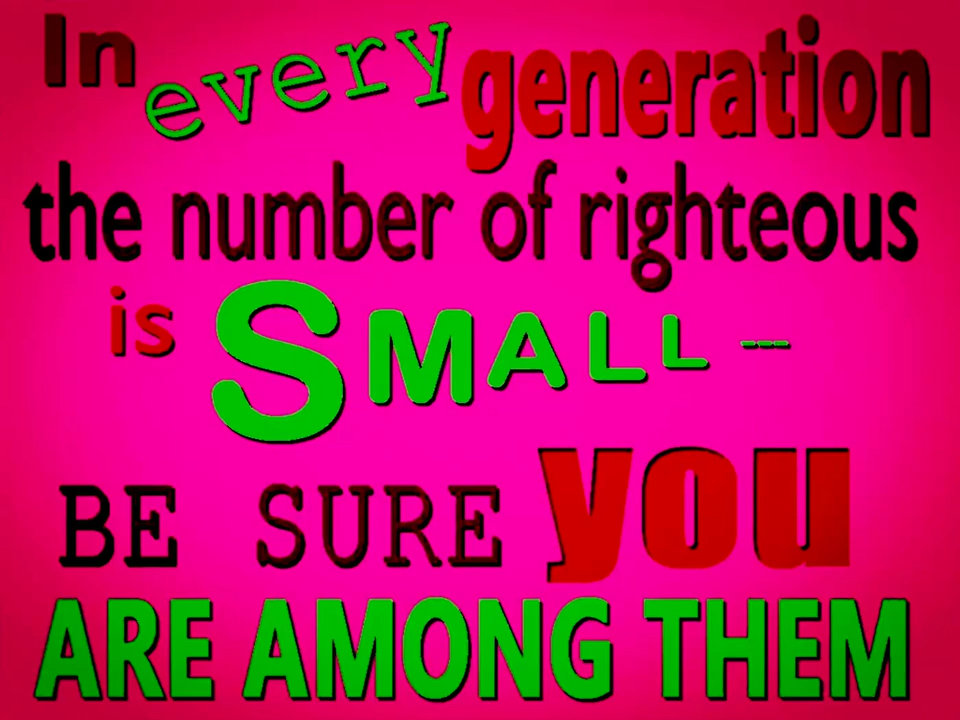 In every generation
the number of righteous
is SMALL ---
BE SURE you
ARE AMONG THEM